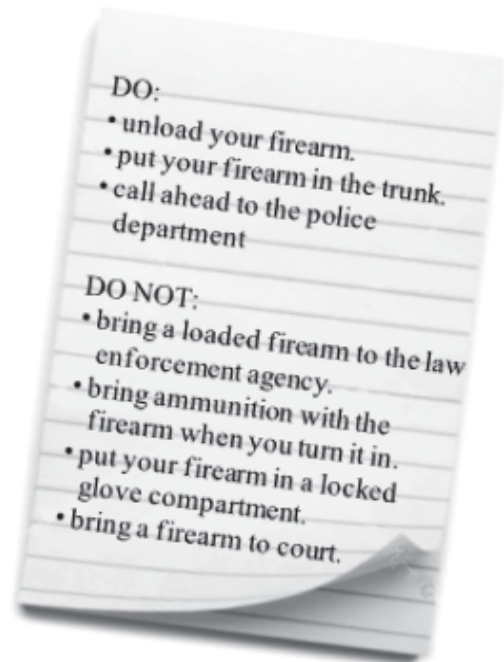 DO:
• unload your firearm.
• put your firearm in the trunk.
• call ahead to the police
department
DO NOT:
• bring a loaded firearm to the law
enforcement agency.
• bring ammunition with the
firearm when you turn it in.
• put your firearm in a locked
glove compartment.
• bring a firearm to court.